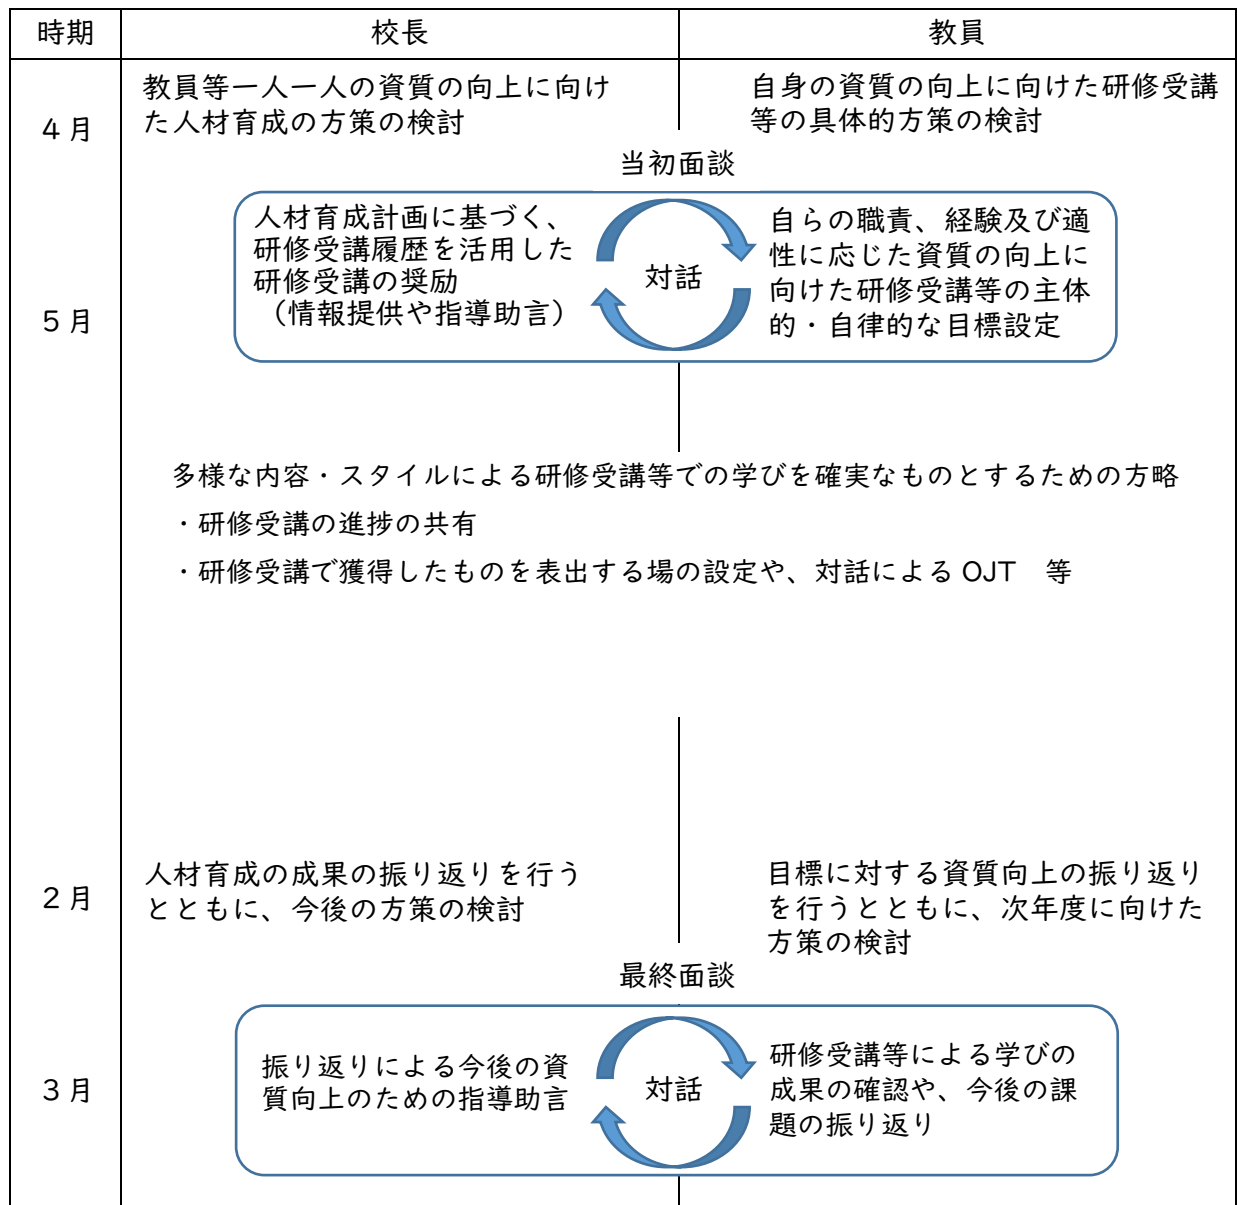 時期
校長
教員
4月
教員等一人一人の資質の向上に向け
た人材育成の方策の検討
自身の資質の向上に向けた研修受講
等の具体的方策の検討
当初面談
5月
人材育成計画に基づく、
研修受講履歴を活用した
研修受講の奨励
（情報提供や指導助言）
対話
自らの職責、経験及び適
性に応じた資質の向上に
向けた研修受講等の主体
的・自律的な目標設定
多様な内容・スタイルによる研修受講等での学びを確実なものとするための方略
・研修受講の進捗の共有
・研修受講で獲得したものを表出する場の設定や、対話による OJT　等
2月
人材育成の成果の振り返りを行う
とともに、今後の方策の検討
目標に対する資質向上の振り返り
を行うとともに、次年度に向けた
方策の検討
最終面談
3月
振り返りによる今後の資
質向上のための指導助言
対話
研修受講等による学びの
成果の確認や、今後の課
題の振り返り